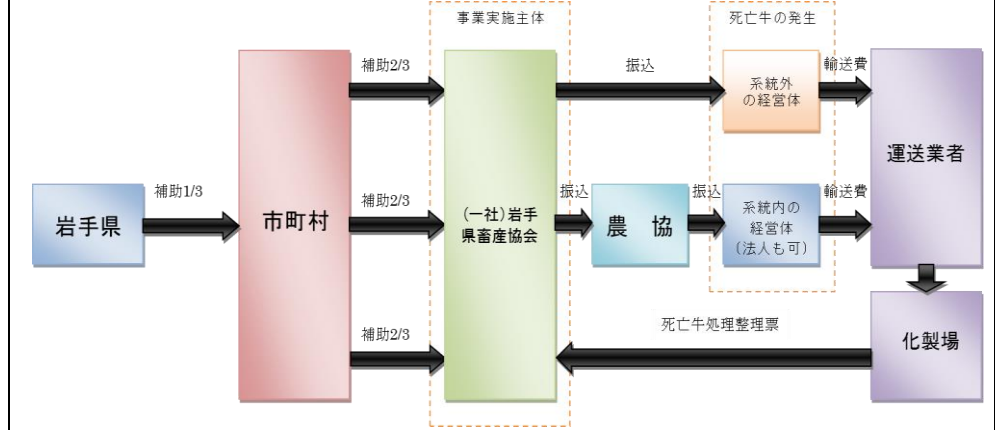 事業実施主体
死亡牛の発生
補助2/3
振込
系統外
の経営体
輸送費
運送業者
岩手県
補助1/3
市町村
補助2/3
(一社)岩手
県畜産協会
振込
農　協
振込
系統内の
経営体
(法人も可)
輸送費
補助2/3
死亡牛処理整理票
化製場